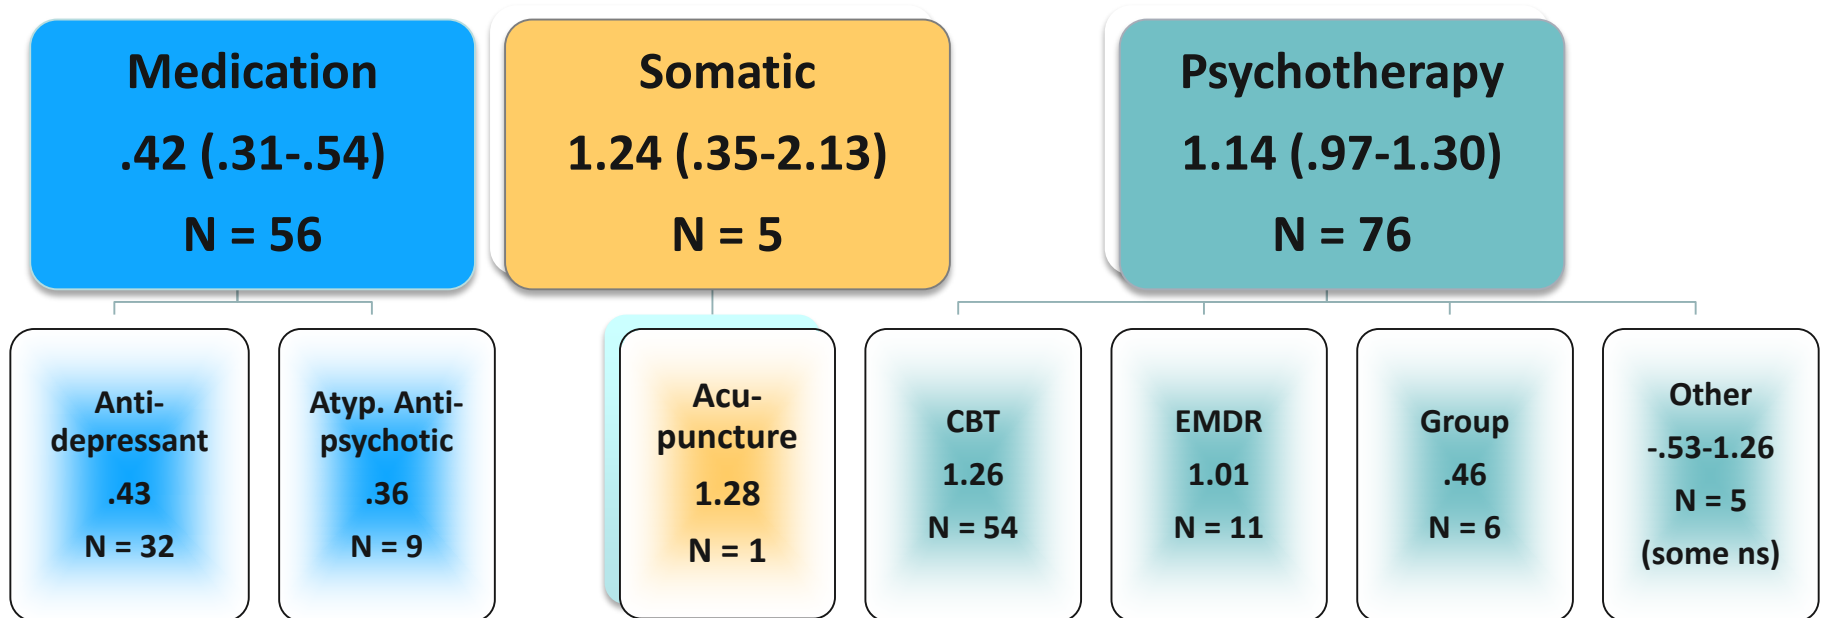 Medication
.42 (.31-.54)
N = 56
Somatic
1.24 (.35-2.13)
N = 5
Psychotherapy
1.14 (.97-1.30)
N = 76
Anti-
depressant
.43
N = 32
Atyp. Anti-
psychotic
.36
N = 9
Acu-
puncture
1.28
N = 1
CBT
1.26
N = 54
EMDR
1.01
N = 11
Group
.46
N = 6
Other
-.53-1.26
N = 5
(some ns)